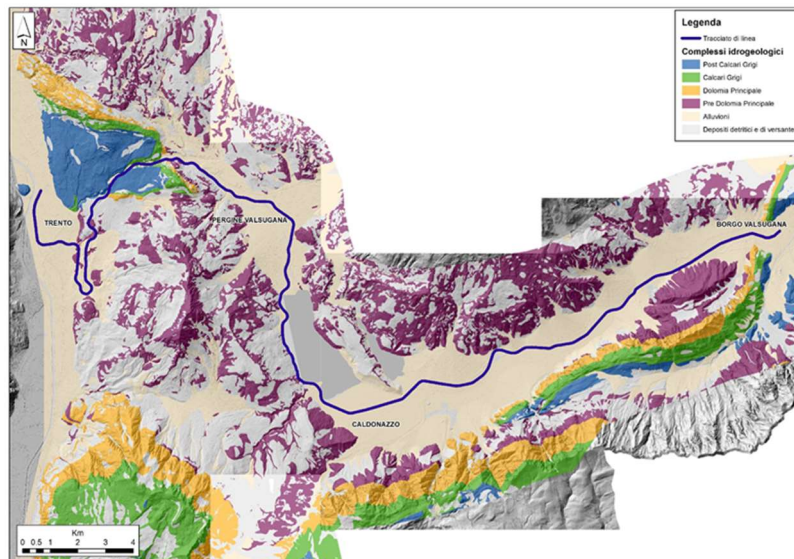 N
Legenda
Tracciato di linea
Complessi idrogeologici
Post Calcari Grigi
Calcari Grigi
Dolomia Principale
Pre Dolomia Principale
Alluvioni
Depositi detritici e di versante
TRENTO
PERGINE VALSUGANA
BORGO VALSUGANA
CALDONAZZO
Km
0 0.5 1 2 3 4